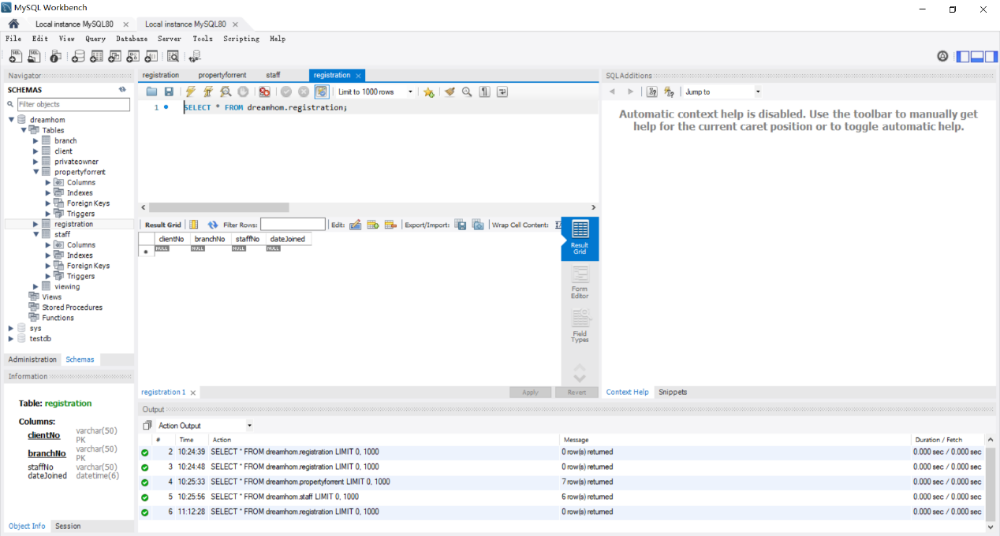 MySQL Workbench
Local instance MySQL80 × Local instance MySQL80 ×
File Edit View Query Database Server Tools Scripting Help
Navigator
SCHEMAS
Filter objects
dreamhom
Tables
branch
client
privateowner
propertyforrent
Columns
Indexes
Foreign Keys
Triggers
registration
staff
Columns
Indexes
Foreign Keys
Triggers
viewing
Views
Stored Procedures
Functions
sys
testdb
Administration Schemas
Information
Table: registration
Columns:
clientNo varchar(50)
PK
branchNo varchar(50)
PK
staffNo varchar(50)
dateJoined datetime(6)
Object Info Session
registration propertyforrent staff registration ×
Limit to 1000 rows
1 SELECT * FROM dreamhom.registration;
Result Grid Filter Rows: Edit: Export/Import: Wrap Cell Content:
clientNo branchNo staffNo dateJoined
NULL NULL NULL NULL
Result
Grid
Form
Editor
Field
Types
registration 1 × Apply Revert
SQLAdditions
Jump to
Automatic context help is disabled. Use the toolbar to manually get
help for the current caret position or to toggle automatic help.
Context Help Snippets
Output
Action Output
# Time Action Message Duration / Fetch
2 10:24:39 SELECT * FROM dreamhom.registration LIMIT 0, 1000 0 row(s) returned 0.000 sec / 0.000 sec
3 10:24:48 SELECT * FROM dreamhom.registration LIMIT 0, 1000 0 row(s) returned 0.000 sec / 0.000 sec
4 10:25:33 SELECT * FROM dreamhom.propertyforrent LIMIT 0, 1000 7 row(s) returned 0.000 sec / 0.000 sec
5 10:25:56 SELECT * FROM dreamhom.staff LIMIT 0, 1000 6 row(s) returned 0.000 sec / 0.000 sec
6 11:12:28 SELECT * FROM dreamhom.registration LIMIT 0, 1000 0 row(s) returned 0.000 sec / 0.000 sec